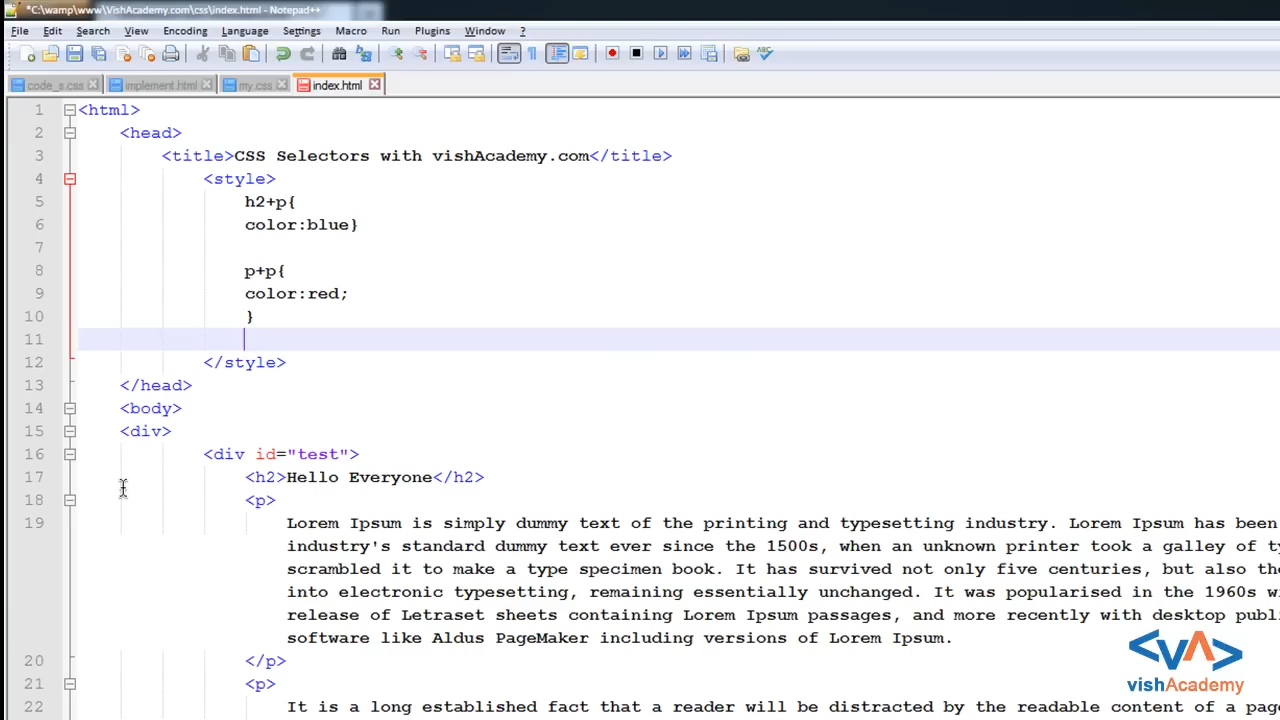 *C:\wamp\www\VishAcademy.com\css\index.html - Notepad++
File Edit Search View Encoding Language Settings Macro Run Plugins Window ?
code_s.css implement.html my.css index.html
1 <html>
2 <head>
3 <title>CSS Selectors with vishAcademy.com</title>
4 <style>
5 h2+p{
6 color:blue}
7
8 p+p{
9 color:red;
10 }
11
12 </style>
13 </head>
14 <body>
15 <div>
16 <div id="test">
17 <h2>Hello Everyone</h2>
18 <p>
19 Lorem Ipsum is simply dummy text of the printing and typesetting industry. Lorem Ipsum has been
industry's standard dummy text ever since the 1500s, when an unknown printer took a galley of ty
scrambled it to make a type specimen book. It has survived not only five centuries, but also the
into electronic typesetting, remaining essentially unchanged. It was popularised in the 1960s wi
release of Letraset sheets containing Lorem Ipsum passages, and more recently with desktop publi
software like Aldus PageMaker including versions of Lorem Ipsum.
20 </p>
21 <p>
22 It is a long established fact that a reader will be distracted by the readable content of a page
<VA>
vishAcademy